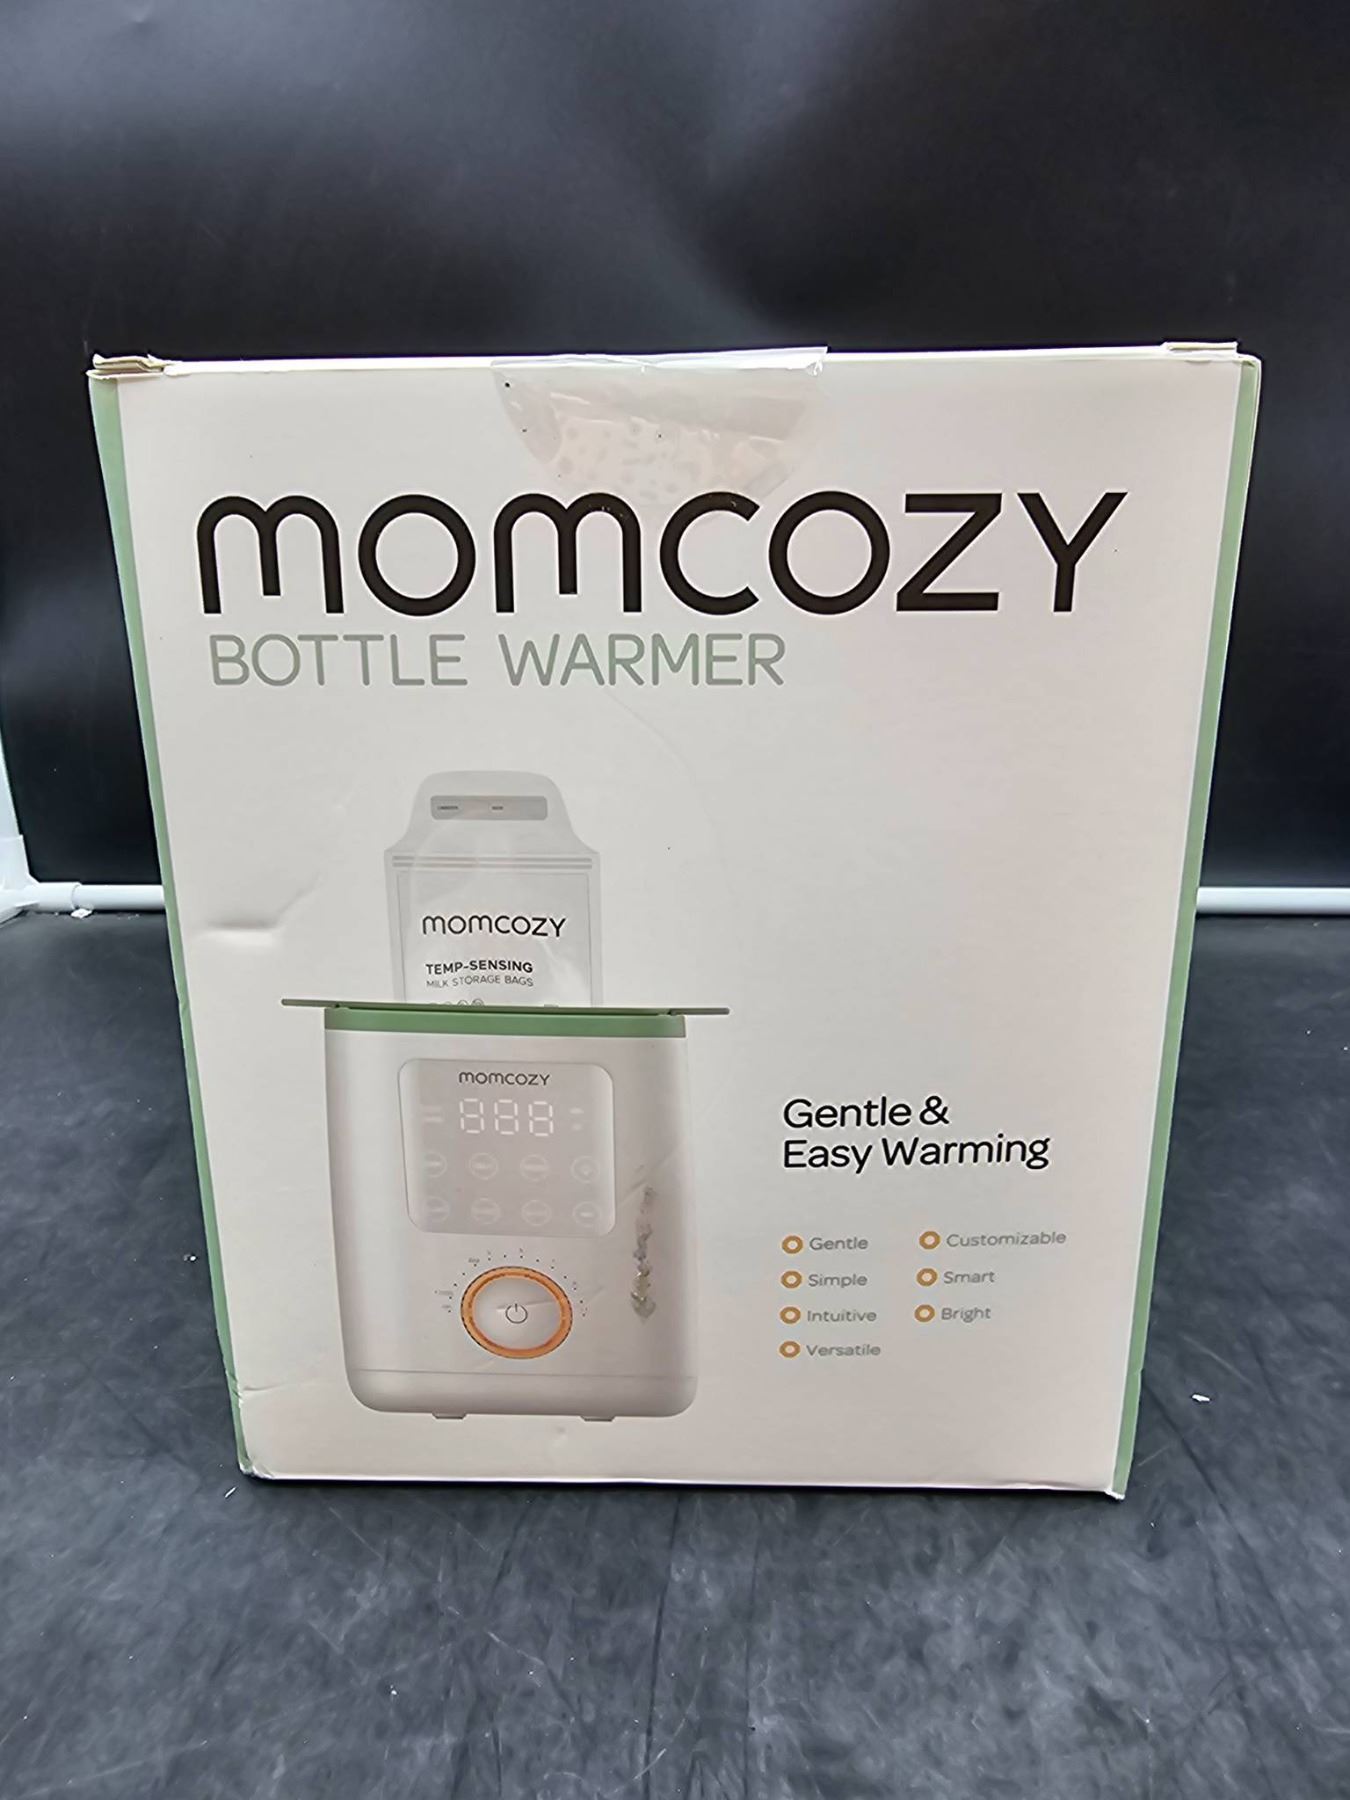 momcozy
BOTTLE WARMER
momcozy
TEMP-SENSING
MILK STORAGE BAGS
momcozy
888
Gentle &
Easy Warming
Gentle
Customizable
Simple
Smart
Intuitive
Bright
Versatile